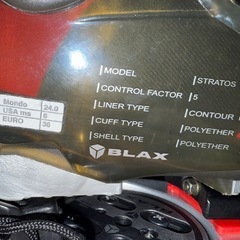 MODEL STRATOS
CONTROL FACTOR 5
LINER TYPE CONTOUR
CUFF TYPE POLYETHER
SHELL TYPE POLYETHER
BLAX
Mondo 24.0
USA ms 6
EURO 38